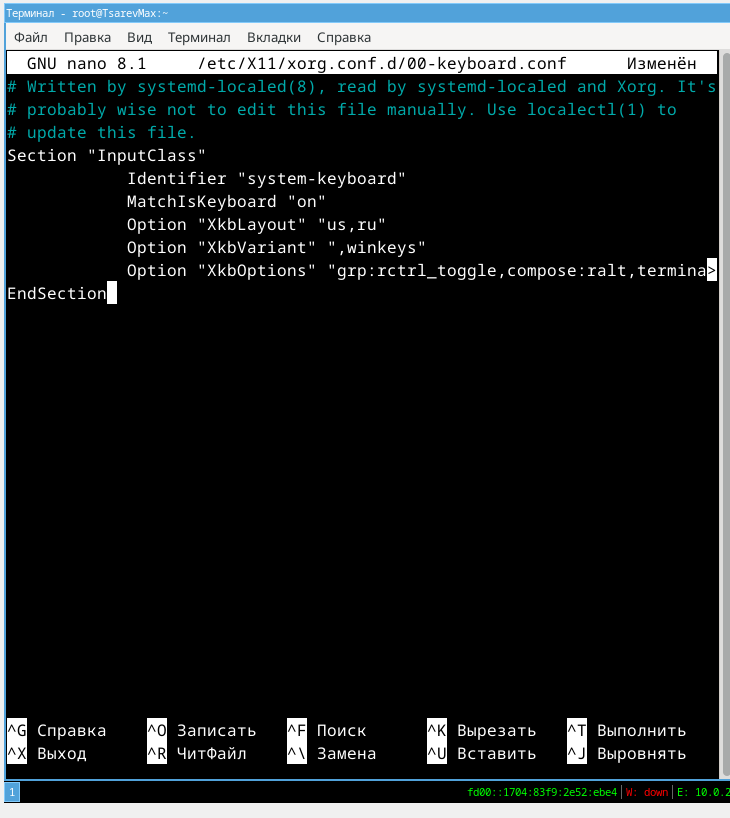 Терминал - root@TsarevMax:~
Файл Правка Вид Терминал Вкладки Справка
GNU nano 8.1 /etc/X11/xorg.conf.d/00-keyboard.conf Изменён
# Written by systemd-localed(8), read by systemd-localed and Xorg. It's
# probably wise not to edit this file manually. Use localectl(1) to
# update this file.
Section "InputClass"
Identifier "system-keyboard"
MatchIsKeyboard "on"
Option "XkbLayout" "us,ru"
Option "XkbVariant" ",winkeys"
Option "XkbOptions" "grp:rctrl_toggle,compose:ralt,termina>
EndSection
^G Справка ^O Записать ^F Поиск ^K Вырезать ^T Выполнить
^X Выход ^R ЧитФайл ^\ Замена ^U Вставить ^J Выровнять
1 fd00::1704:83f9:2e52:ebe4 | W: down | E: 10.0.2